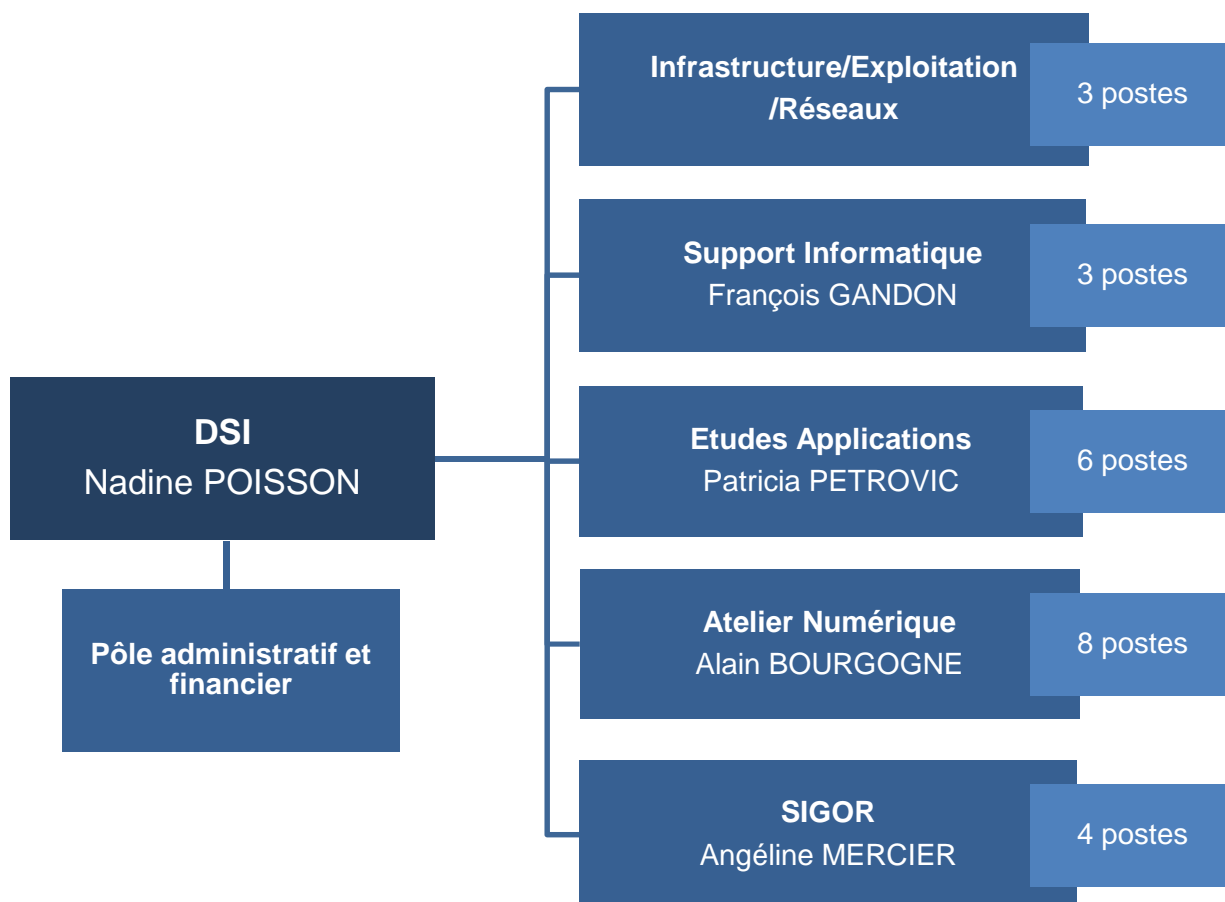 Infrastructure/Exploitation
/Réseaux
3 postes
Support Informatique
François GANDON
3 postes
DSI
Nadine POISSON
Etudes Applications
Patricia PETROVIC
6 postes
Pôle administratif et
financier
Atelier Numérique
Alain BOURGOGNE
8 postes
SIGOR
Angéline MERCIER
4 postes